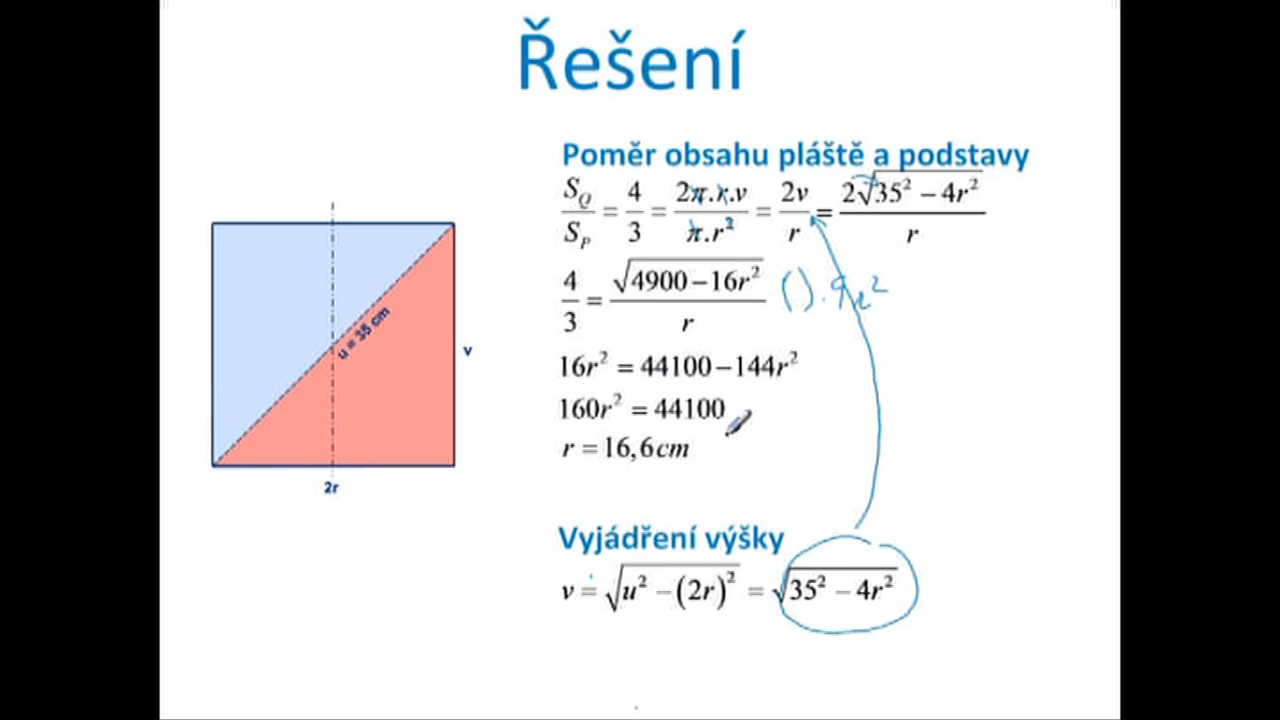 Řešení
Poměr obsahu pláště a podstavy
S_Q/S_P = 4/3 = 2π.r.v/π.r² = 2v/r = 2√(35² − 4r²)/r
4/3 = √(4900 − 16r²)/r ( ). 9r²
16r² = 44100 − 144r²
160r² = 44100
r = 16,6cm
u = 35 cm
v
2r
Vyjádření výšky
v = √(u² − (2r)²) = √(35² − 4r²)